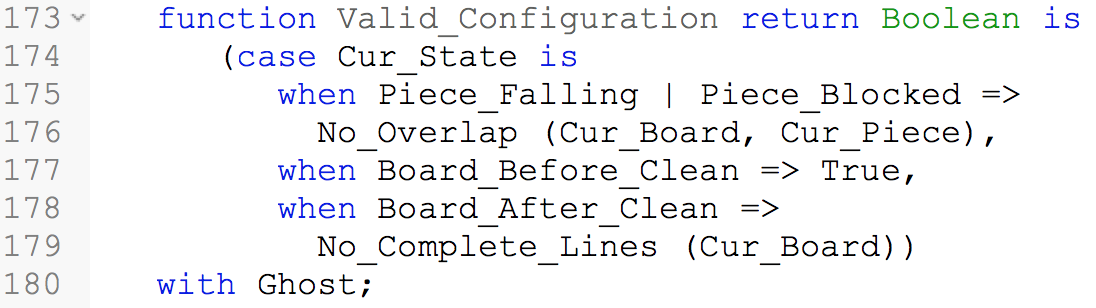 173 function Valid_Configuration return Boolean is
174 (case Cur_State is
175 when Piece_Falling | Piece_Blocked =>
176 No_Overlap (Cur_Board, Cur_Piece),
177 when Board_Before_Clean => True,
178 when Board_After_Clean =>
179 No_Complete_Lines (Cur_Board))
180 with Ghost;